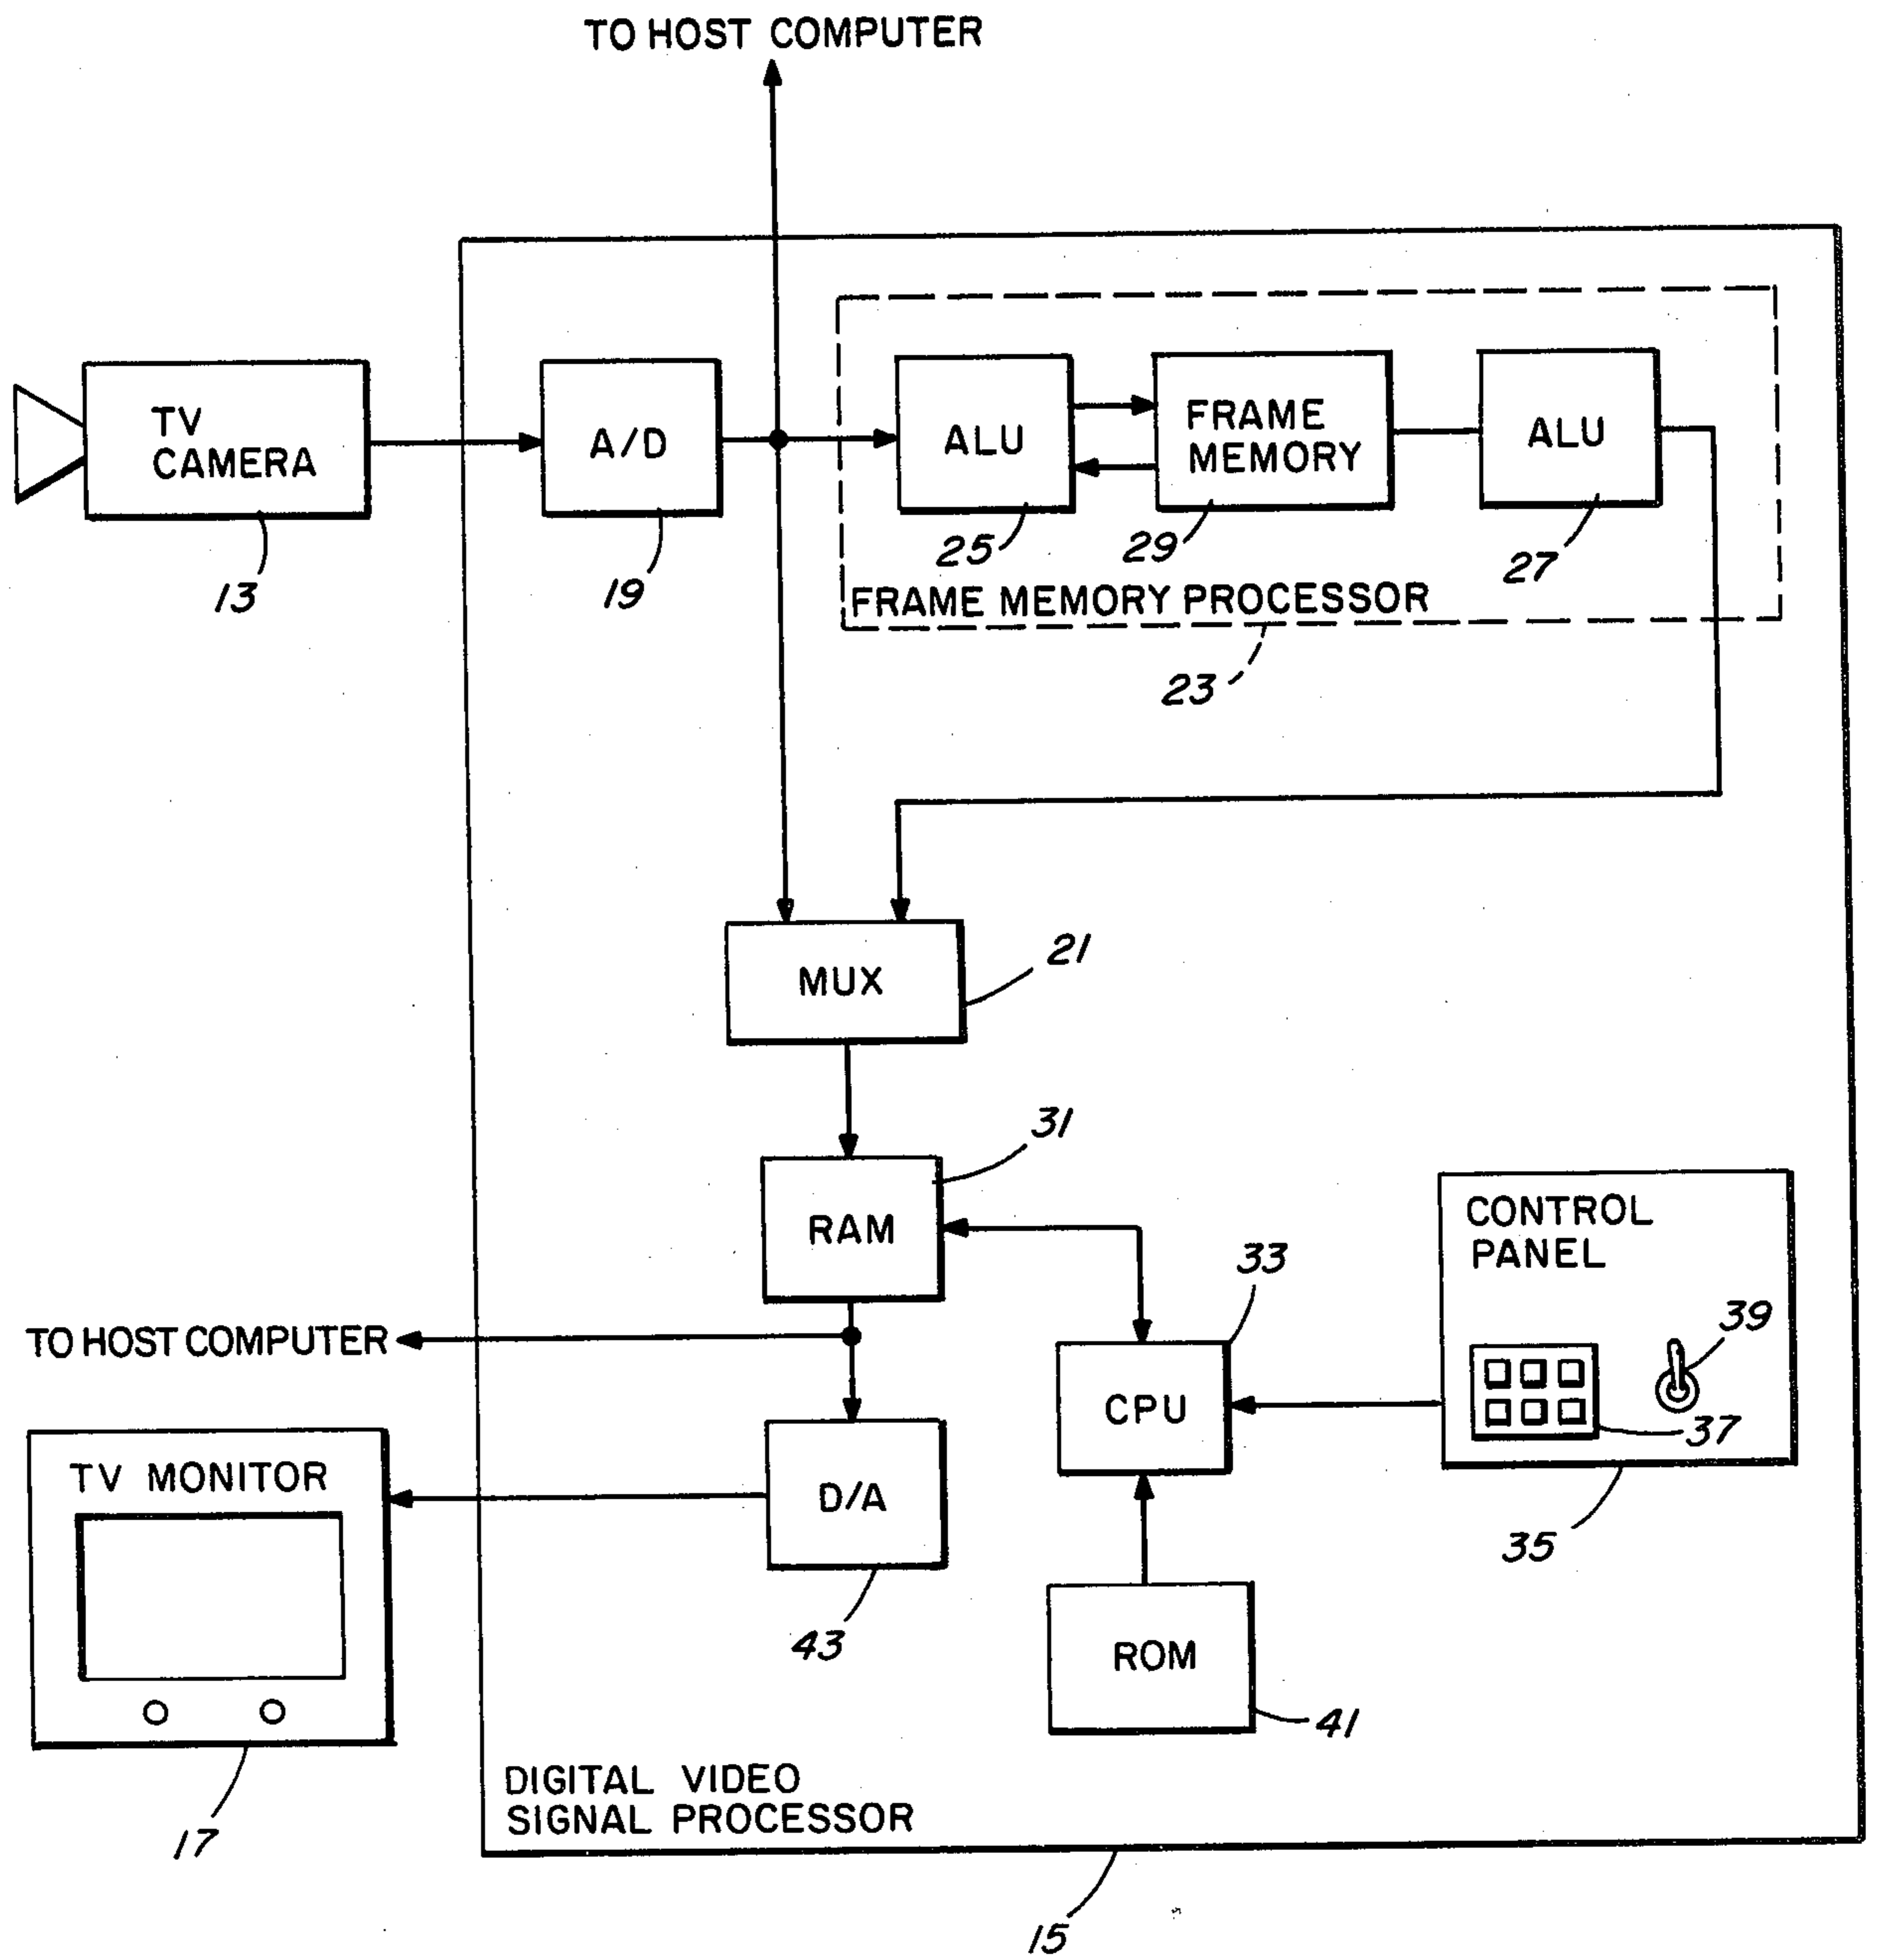 TO HOST COMPUTER
TV
CAMERA
13
A/D
19
ALU
25
FRAME
MEMORY
29
ALU
27
FRAME MEMORY PROCESSOR
23
MUX
21
RAM
31
TO HOST COMPUTER
CPU
33
CONTROL
PANEL
39
37
35
TV MONITOR
17
D/A
43
ROM
41
DIGITAL VIDEO
SIGNAL PROCESSOR
15